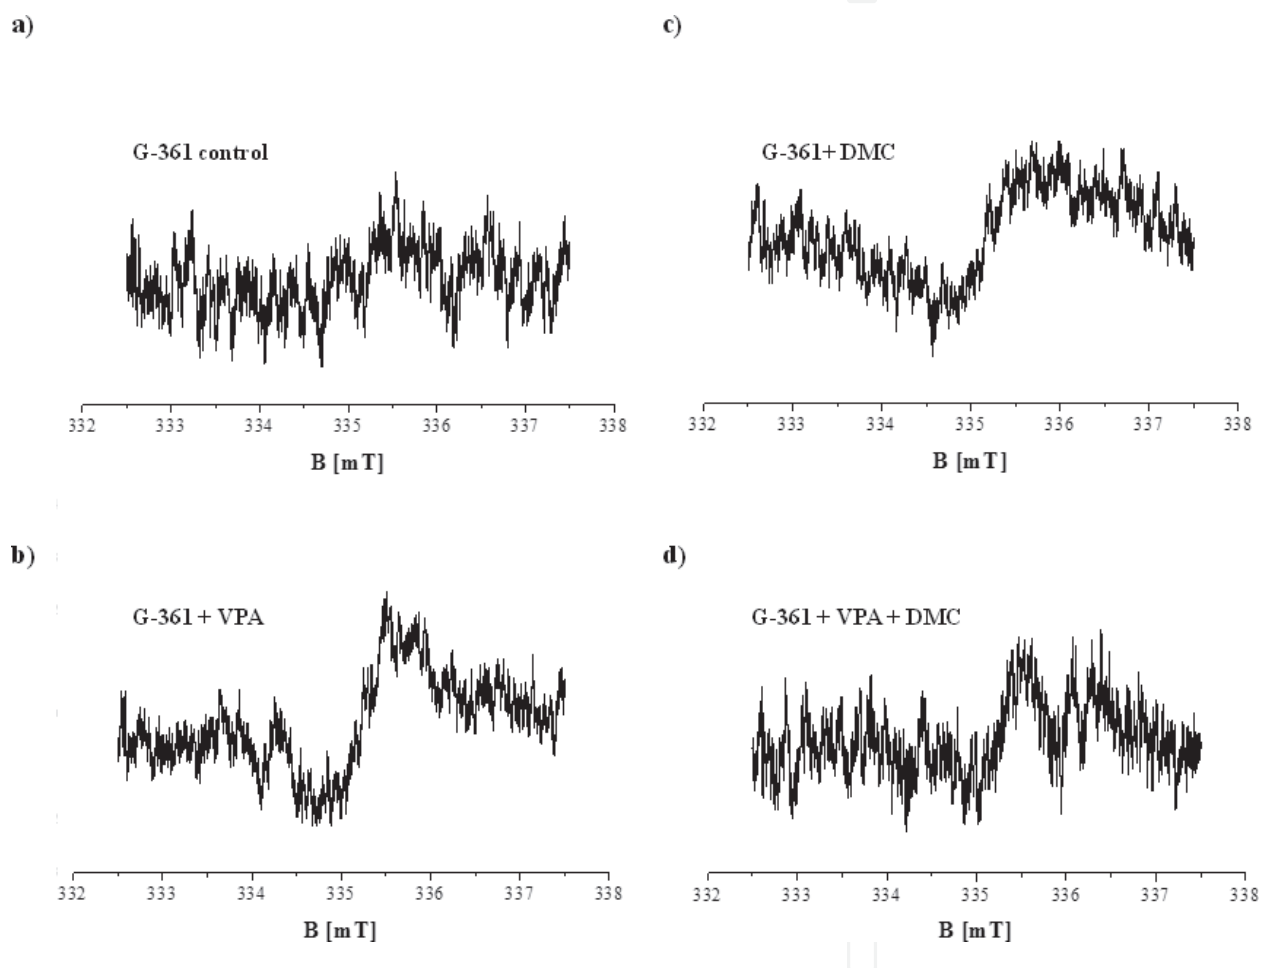 a)
G-361 control
332 333 334 335 336 337 338
B [mT]
c)
G-361+ DMC
332 333 334 335 336 337 338
B [mT]
b)
G-361 + VPA
332 333 334 335 336 337 338
B [mT]
d)
G-361 + VPA + DMC
332 333 334 335 336 337 338
B [mT]